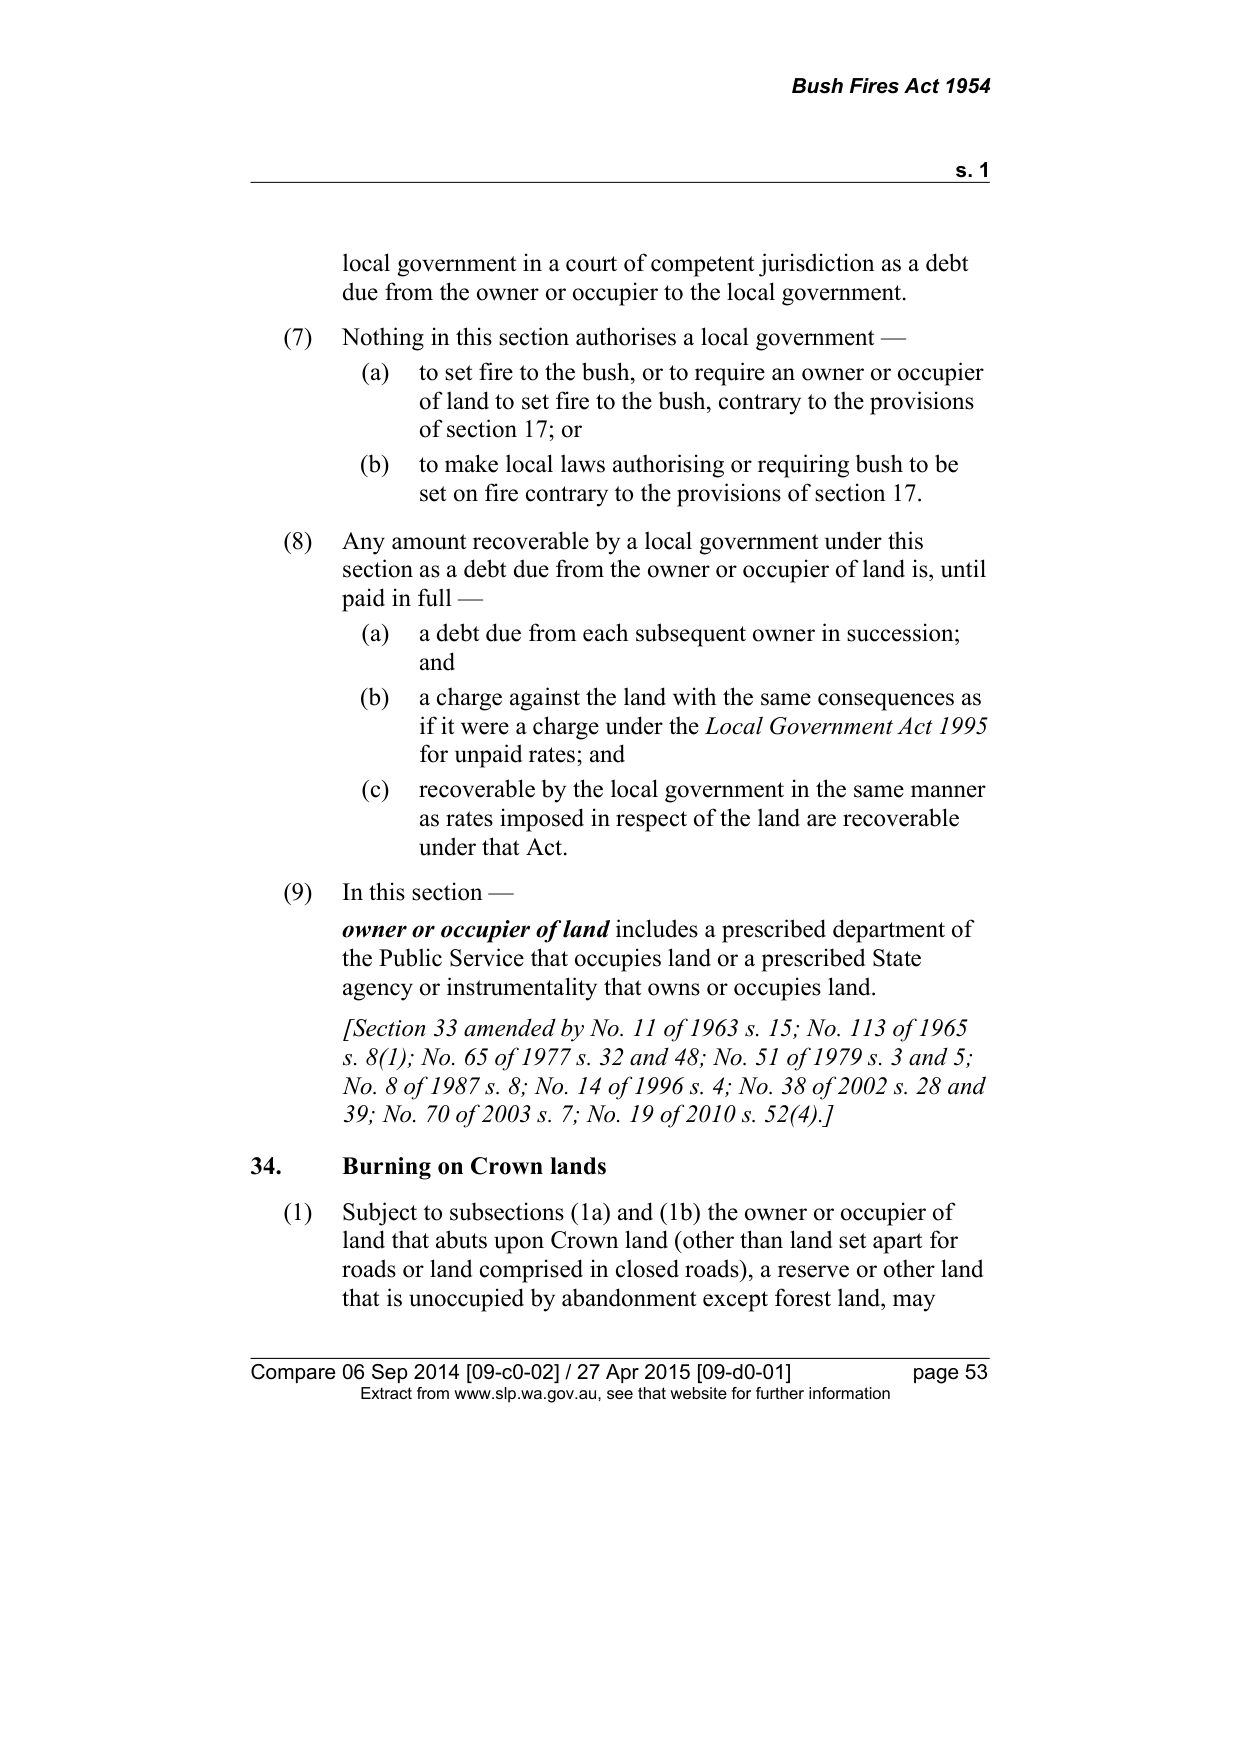 Bush Fires Act 1954
s. 1
local government in a court of competent jurisdiction as a debt
due from the owner or occupier to the local government.
(7) Nothing in this section authorises a local government —
(a) to set fire to the bush, or to require an owner or occupier
of land to set fire to the bush, contrary to the provisions
of section 17; or
(b) to make local laws authorising or requiring bush to be
set on fire contrary to the provisions of section 17.
(8) Any amount recoverable by a local government under this
section as a debt due from the owner or occupier of land is, until
paid in full —
(a) a debt due from each subsequent owner in succession;
and
(b) a charge against the land with the same consequences as
if it were a charge under the Local Government Act 1995
for unpaid rates; and
(c) recoverable by the local government in the same manner
as rates imposed in respect of the land are recoverable
under that Act.
(9) In this section —
owner or occupier of land includes a prescribed department of
the Public Service that occupies land or a prescribed State
agency or instrumentality that owns or occupies land.
[Section 33 amended by No. 11 of 1963 s. 15; No. 113 of 1965
s. 8(1); No. 65 of 1977 s. 32 and 48; No. 51 of 1979 s. 3 and 5;
No. 8 of 1987 s. 8; No. 14 of 1996 s. 4; No. 38 of 2002 s. 28 and
39; No. 70 of 2003 s. 7; No. 19 of 2010 s. 52(4).]
34. Burning on Crown lands
(1) Subject to subsections (1a) and (1b) the owner or occupier of
land that abuts upon Crown land (other than land set apart for
roads or land comprised in closed roads), a reserve or other land
that is unoccupied by abandonment except forest land, may
Compare 06 Sep 2014 [09-c0-02] / 27 Apr 2015 [09-d0-01] page 53
Extract from www.slp.wa.gov.au, see that website for further information